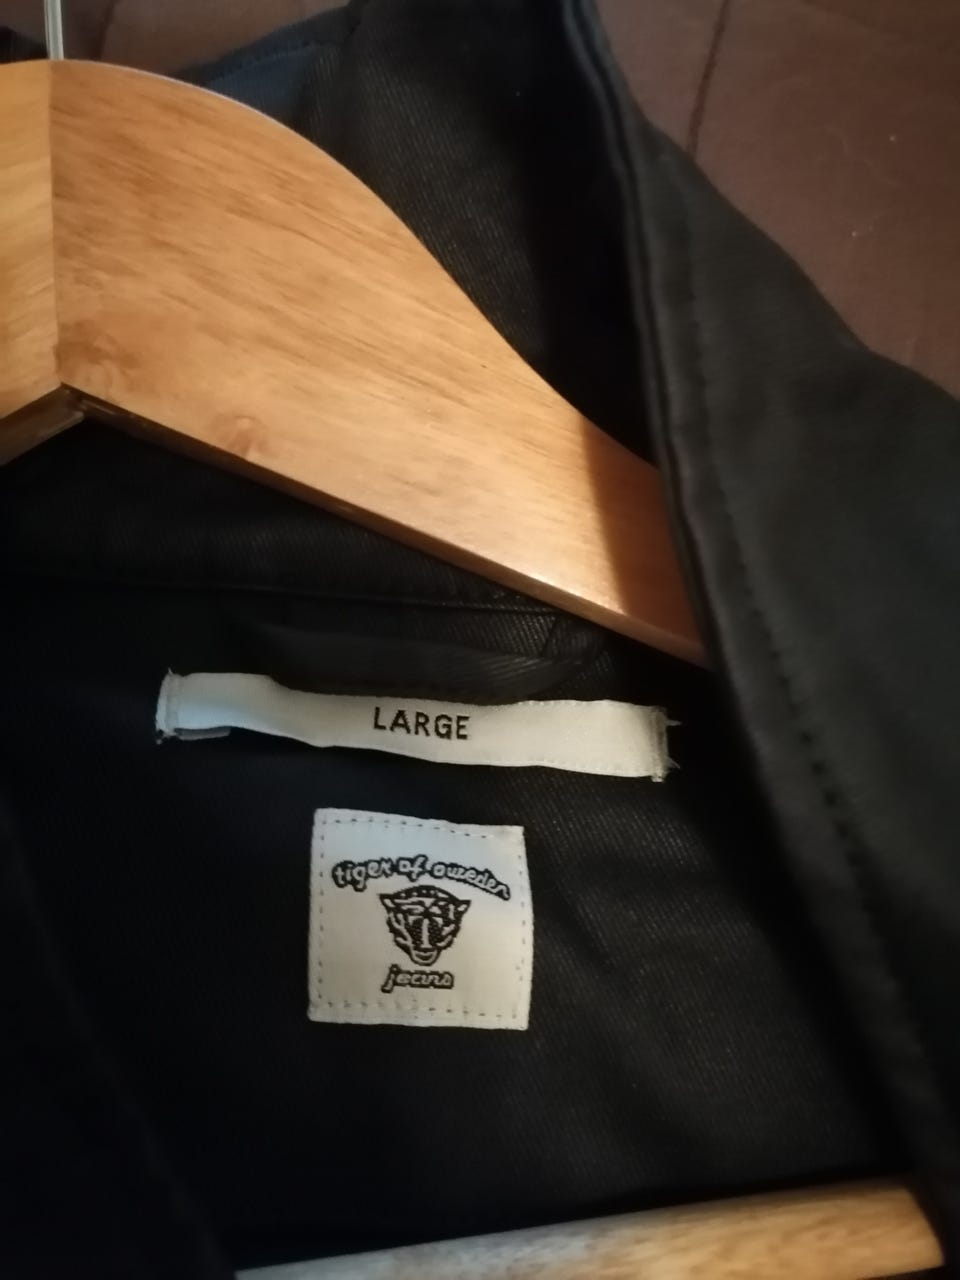 LARGE
tiger of sweden
jeans